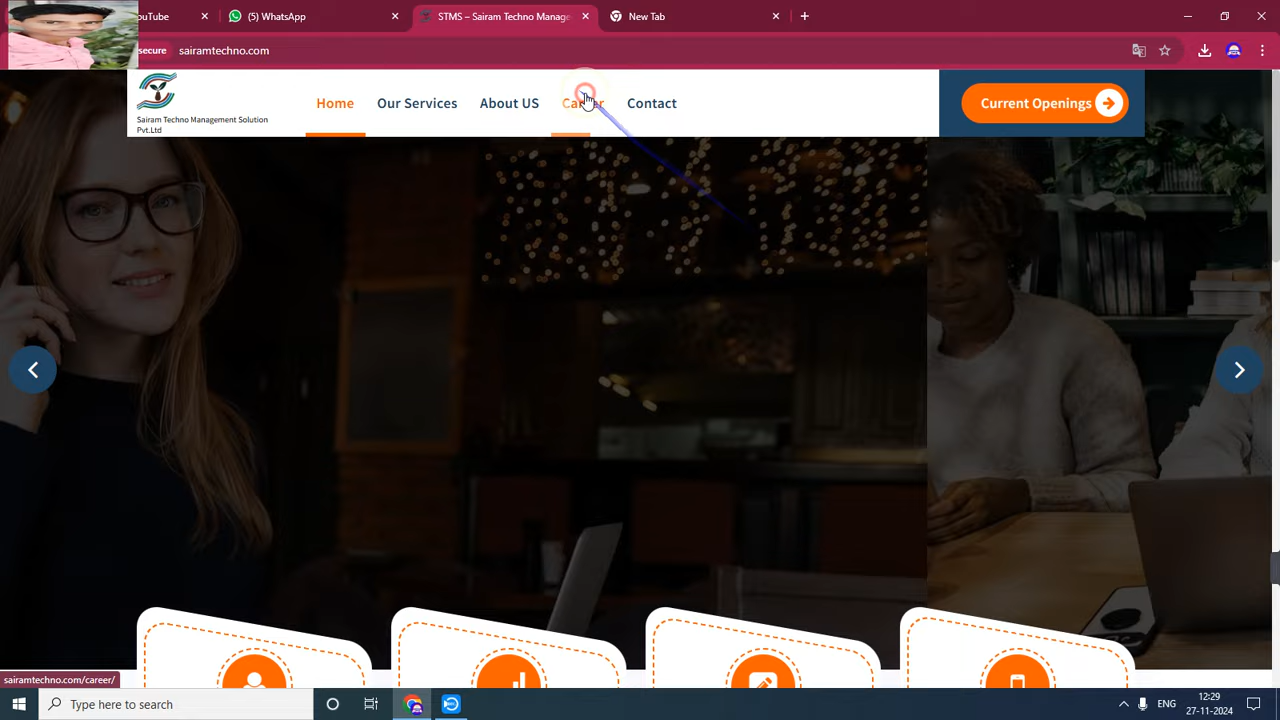 ouTube
(5) WhatsApp
STMS – Sairam Techno Manage
New Tab
secure
sairamtechno.com
Sairam Techno Management Solution
Pvt.Ltd
Home
Our Services
About US
Career
Contact
Current Openings
sairamtechno.com/career/
Type here to search
ENG
12:29
27-11-2024